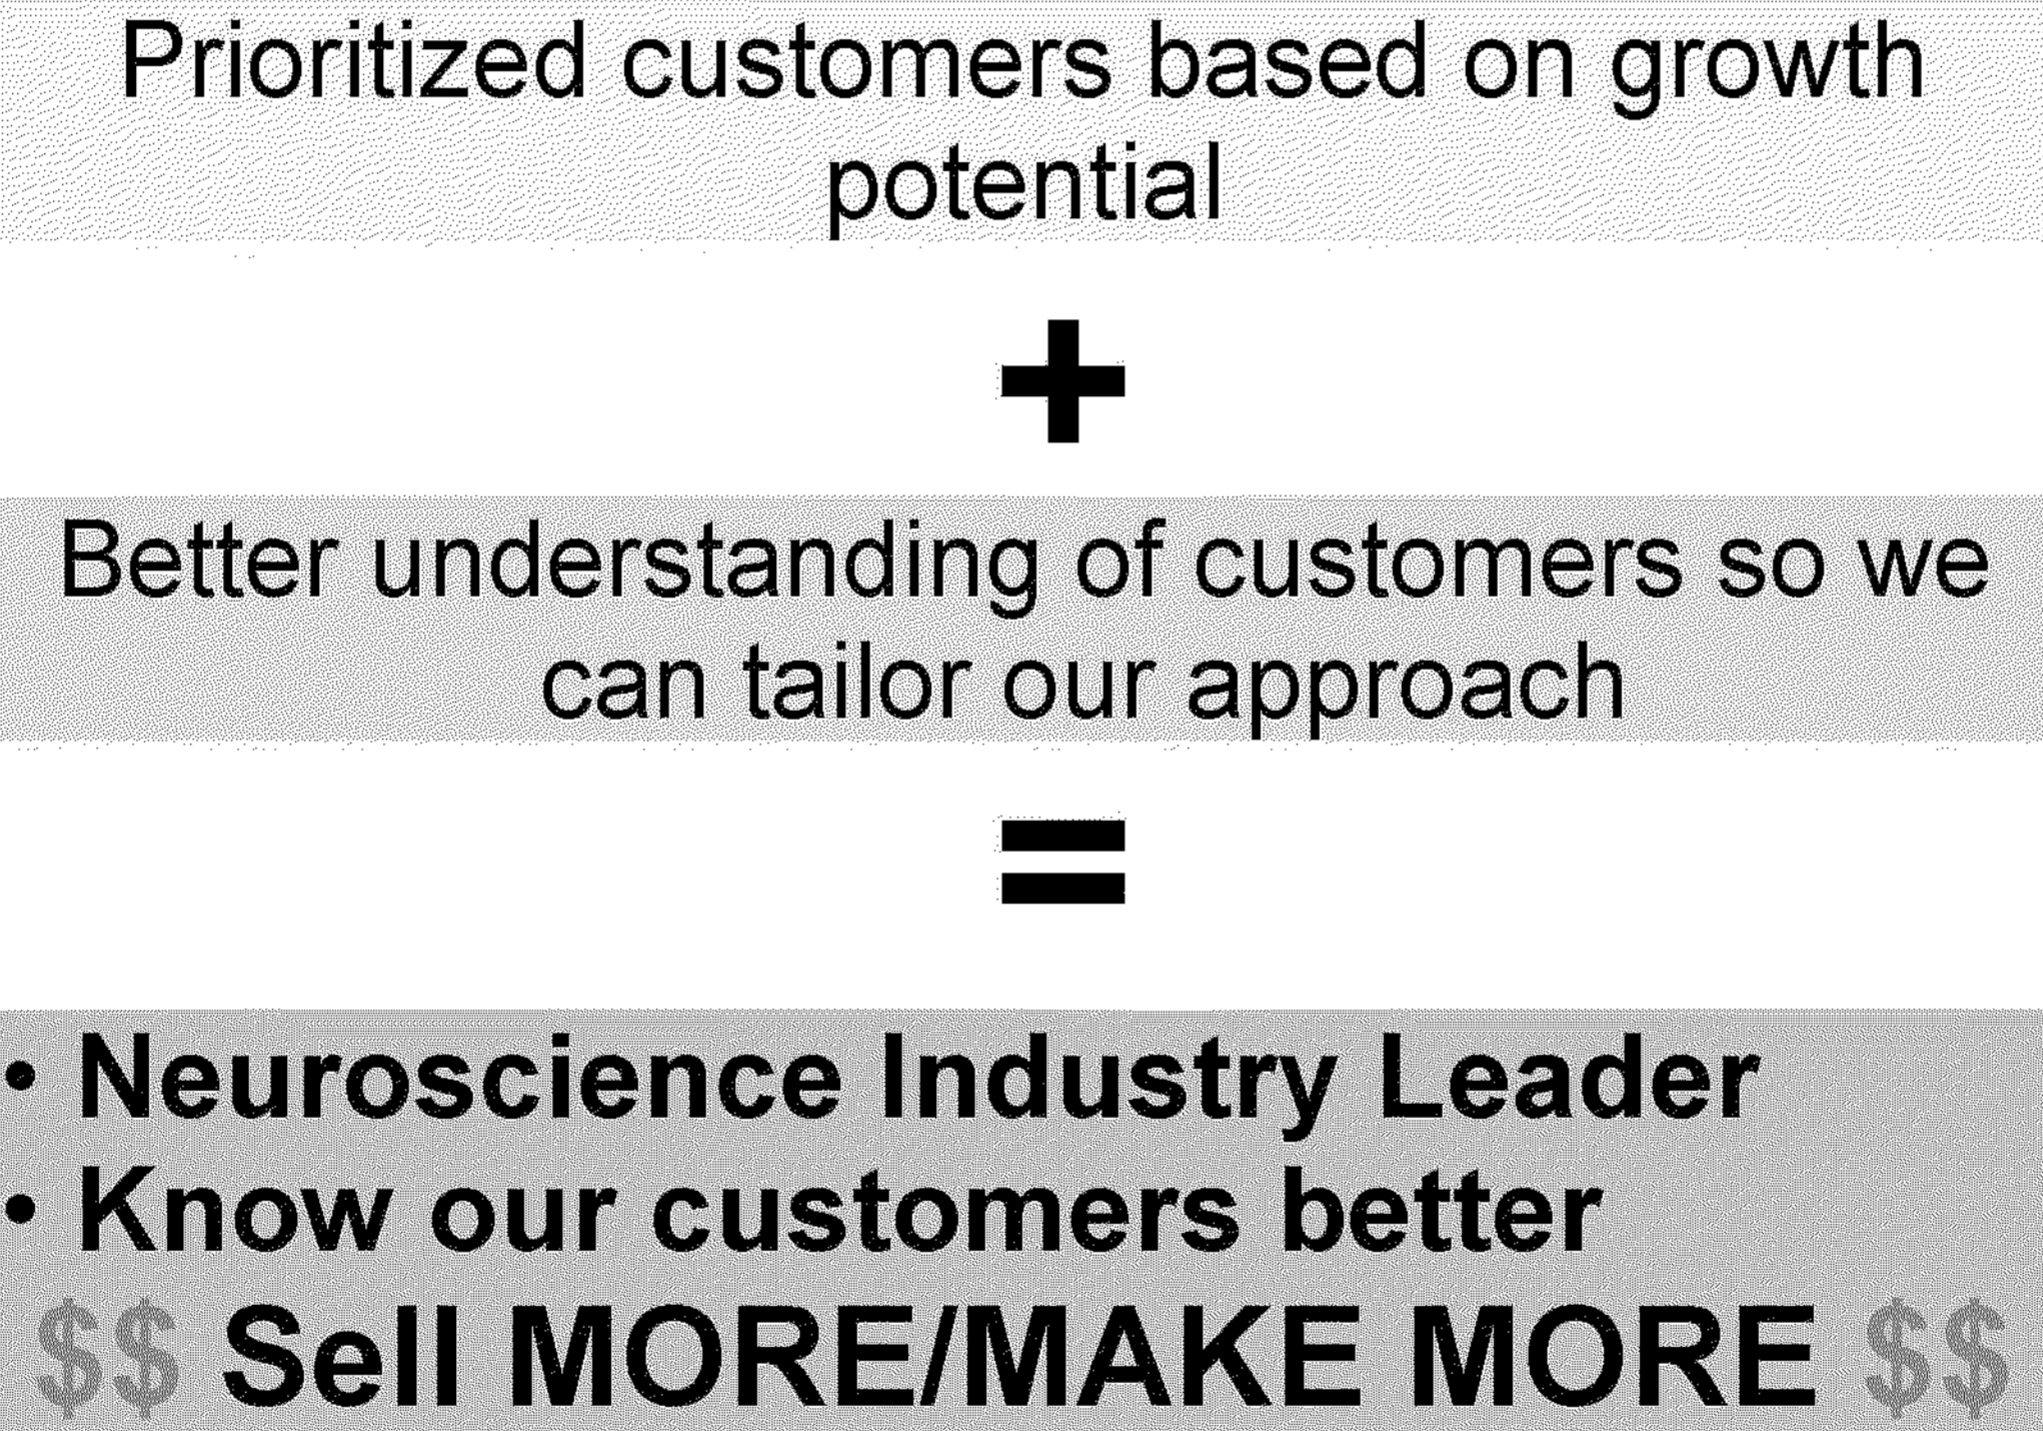 Prioritized customers based on growth
potential
+
Better understanding of customers so we
can tailor our approach
=
• Neuroscience Industry Leader
• Know our customers better
$$ Sell MORE/MAKE MORE $$